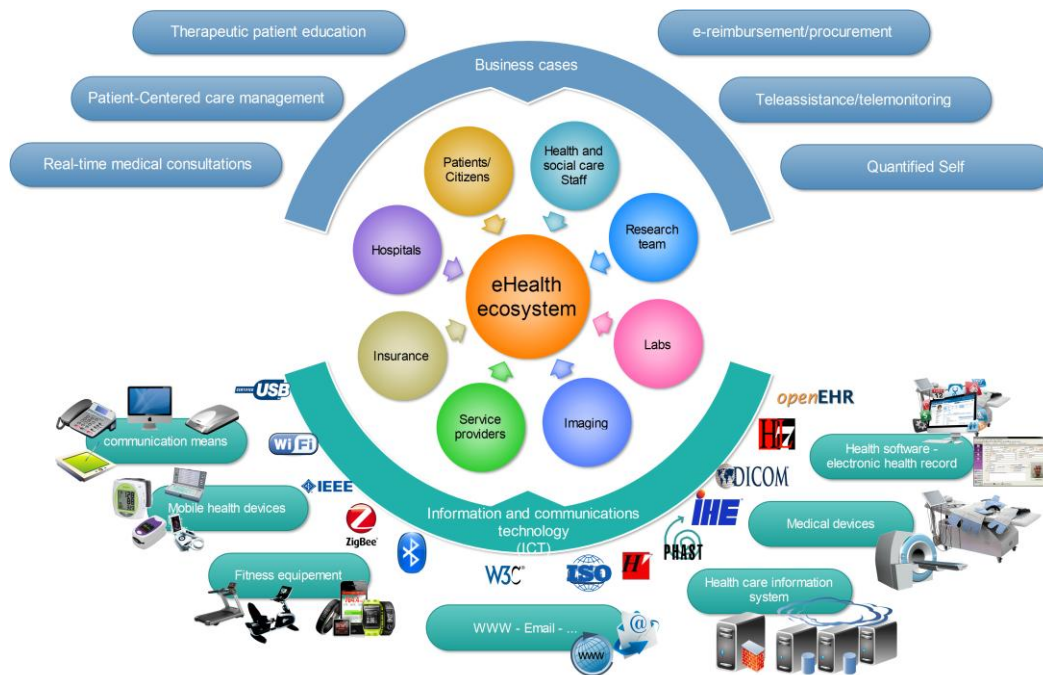 Therapeutic patient education
e-reimbursement/procurement
Business cases
Patient-Centered care management
Teleassistance/telemonitoring
Real-time medical consultations
Quantified Self
Patients/
Citizens
Health and
social care
Staff
Hospitals
Research
team
eHealth
ecosystem
Insurance
Labs
Service
providers
Imaging
USB
openEHR
communication means
WiFi
Health software -
electronic health record
IEEE
DICOM
Mobile health devices
Information and communications
technology
(ICT)
IHE
Medical devices
ZigBee®
PHAST
W3C®
ISO
Fitness equipement
Health care information
system
WWW - Email - ...
@
WWW